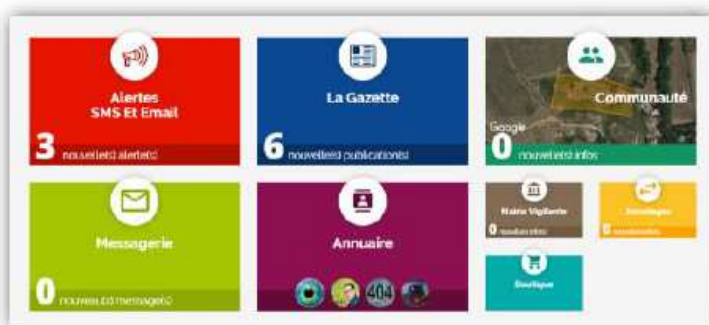 Alertes
SMS Et Email
3 nouvelle(s) alerte(s)
La Gazette
6 nouvelle(s) publication(s)
Communauté
Google
0 nouvelle(s) infos
Messagerie
0 nouveau(x) message(s)
Annuaire
404
Mairie Vigilante
0
0
Boutique